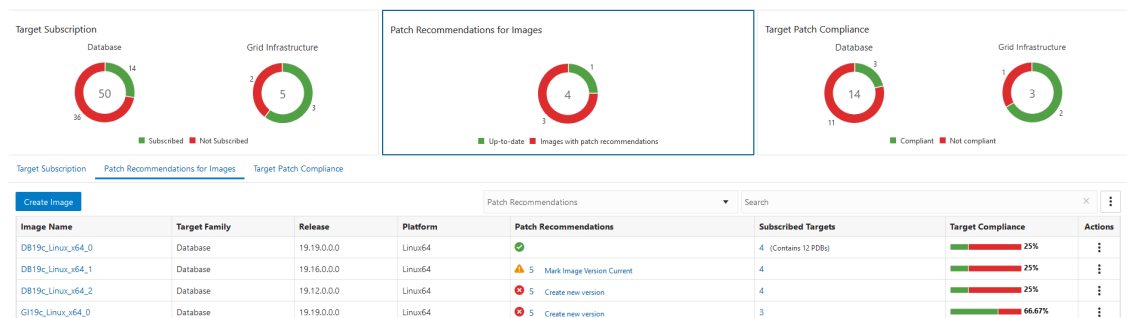 Target Subscription
Database
14
50
36
Grid Infrastructure
2
5
3
Subscribed Not Subscribed
Patch Recommendations for Images
1
4
3
Up-to-date Images with patch recommendations
Target Patch Compliance
Database
3
14
11
Grid Infrastructure
1
3
2
Compliant Not compliant
Target Subscription Patch Recommendations for Images Target Patch Compliance
Create Image Patch Recommendations Search
Image Name Target Family Release Platform Patch Recommendations Subscribed Targets Target Compliance Actions
DB19c_Linux_x64_0 Database 19.19.0.0.0 Linux64 4 (Contains 12 PDBs) 25%
DB19c_Linux_x64_1 Database 19.16.0.0.0 Linux64 5 Mark Image Version Current 4 25%
DB19c_Linux_x64_2 Database 19.12.0.0.0 Linux64 5 Create new version 4 25%
GI19c_Linux_x64_0 Database 19.19.0.0.0 Linux64 5 Create new version 3 66.67%